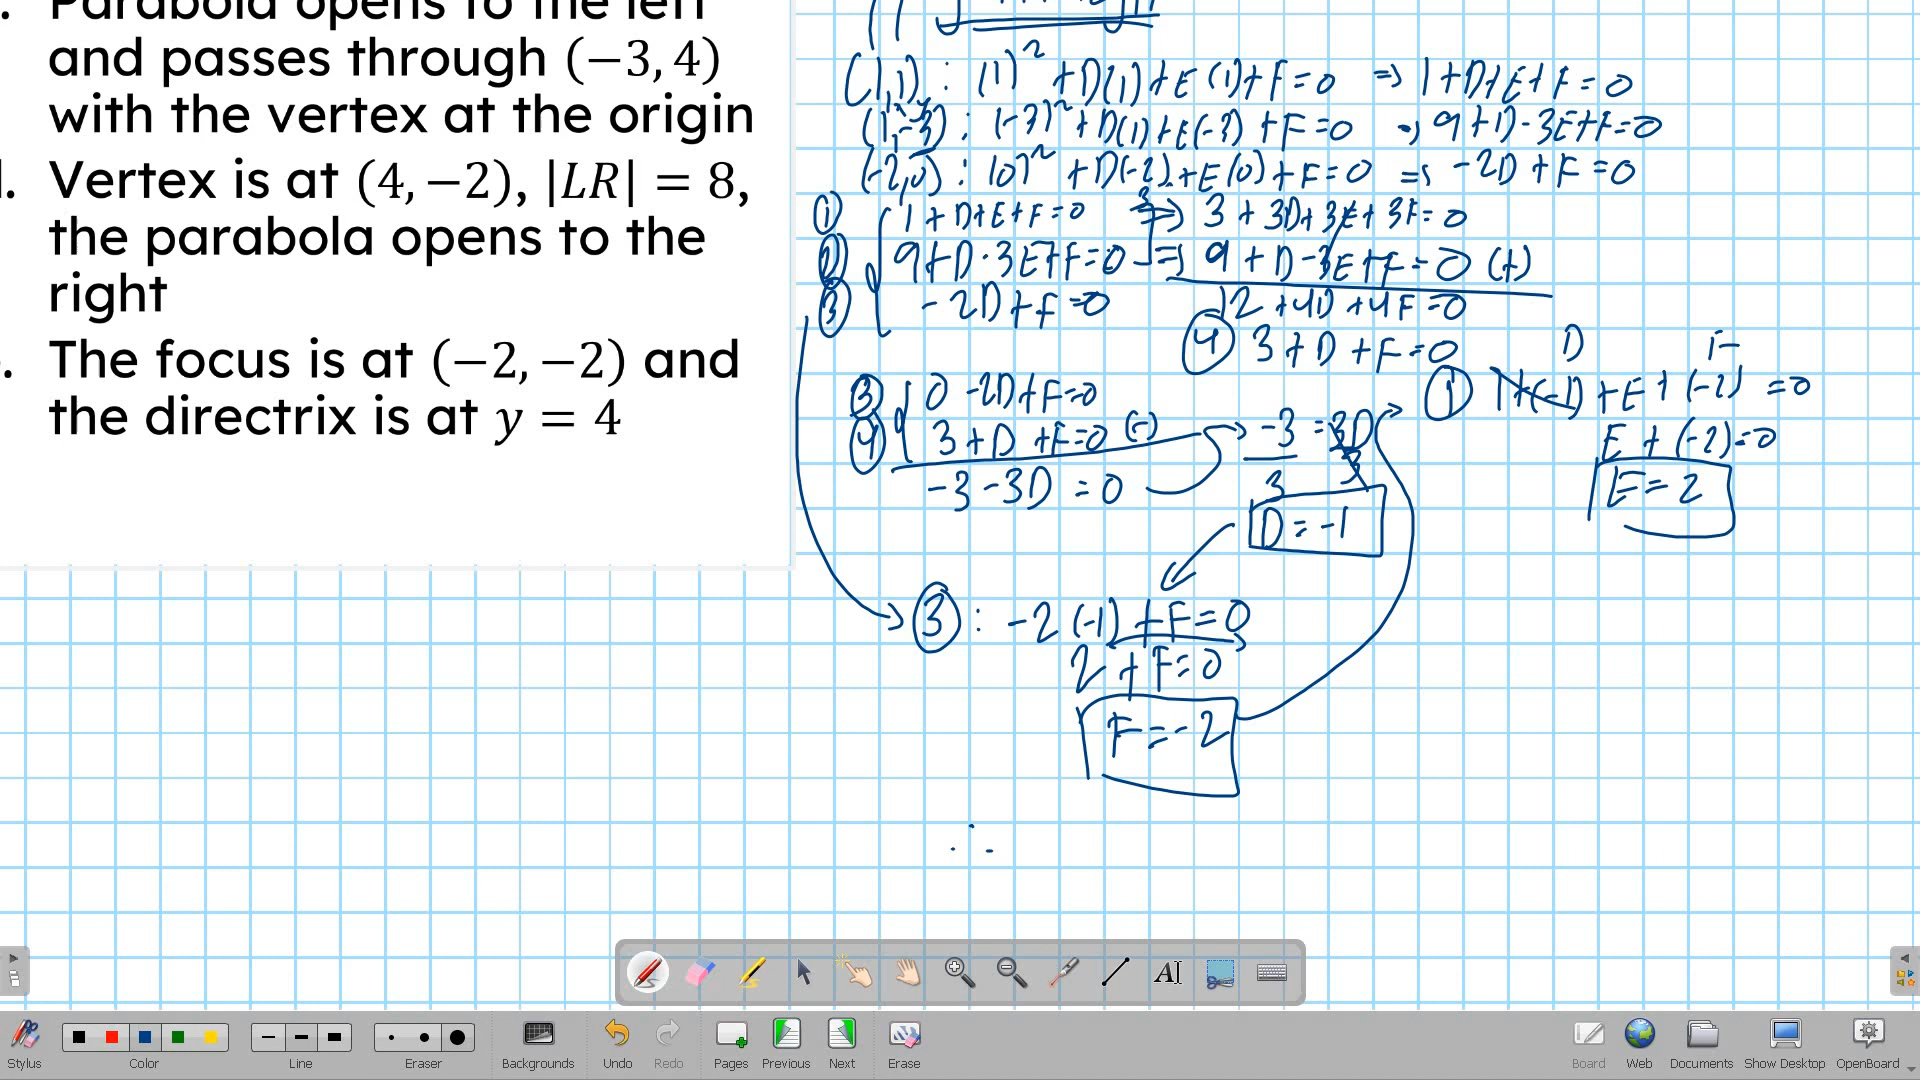 . Parabola opens to the left
and passes through (−3, 4)
with the vertex at the origin
. Vertex is at (4, −2), |LR| = 8,
the parabola opens to the
right
. The focus is at (−2, −2) and
the directrix is at y = 4
(1,1) : (1)² + D(1) + E(1) + F = 0 ⇒ 1+D+E+F = 0
(1,-3) : (-3)² + D(1) + E(-3) + F = 0 ⇒ 9+D-3E+F=0
(-2,0) : (0)² + D(-2) + E(0) + F = 0 ⇒ -2D + F = 0
① 1+D+E+F=0 ⇒ 3 + 3D + 3E + 3F = 0
② 9+D-3E+F=0 ⇒ 9 + D - 3E + F = 0 (+)
③ -2D + F = 0
12 + 4D + 4F = 0
④ 3 + D + F = 0
③ 0 -2D + F = 0
④ 3 + D + F = 0 (-)
-3 - 3D = 0
-3 = 3D
3 3
D = -1
③ : -2(-1) + F = 0
2 + F = 0
F = -2
D F
① 1+(-1) + E + (-2) = 0
E + (-2) = 0
E = 2
∴
Stylus
Color
Line
Eraser
Backgrounds
Undo
Redo
Pages
Previous
Next
Erase
Board
Web
Documents
Show Desktop
OpenBoard